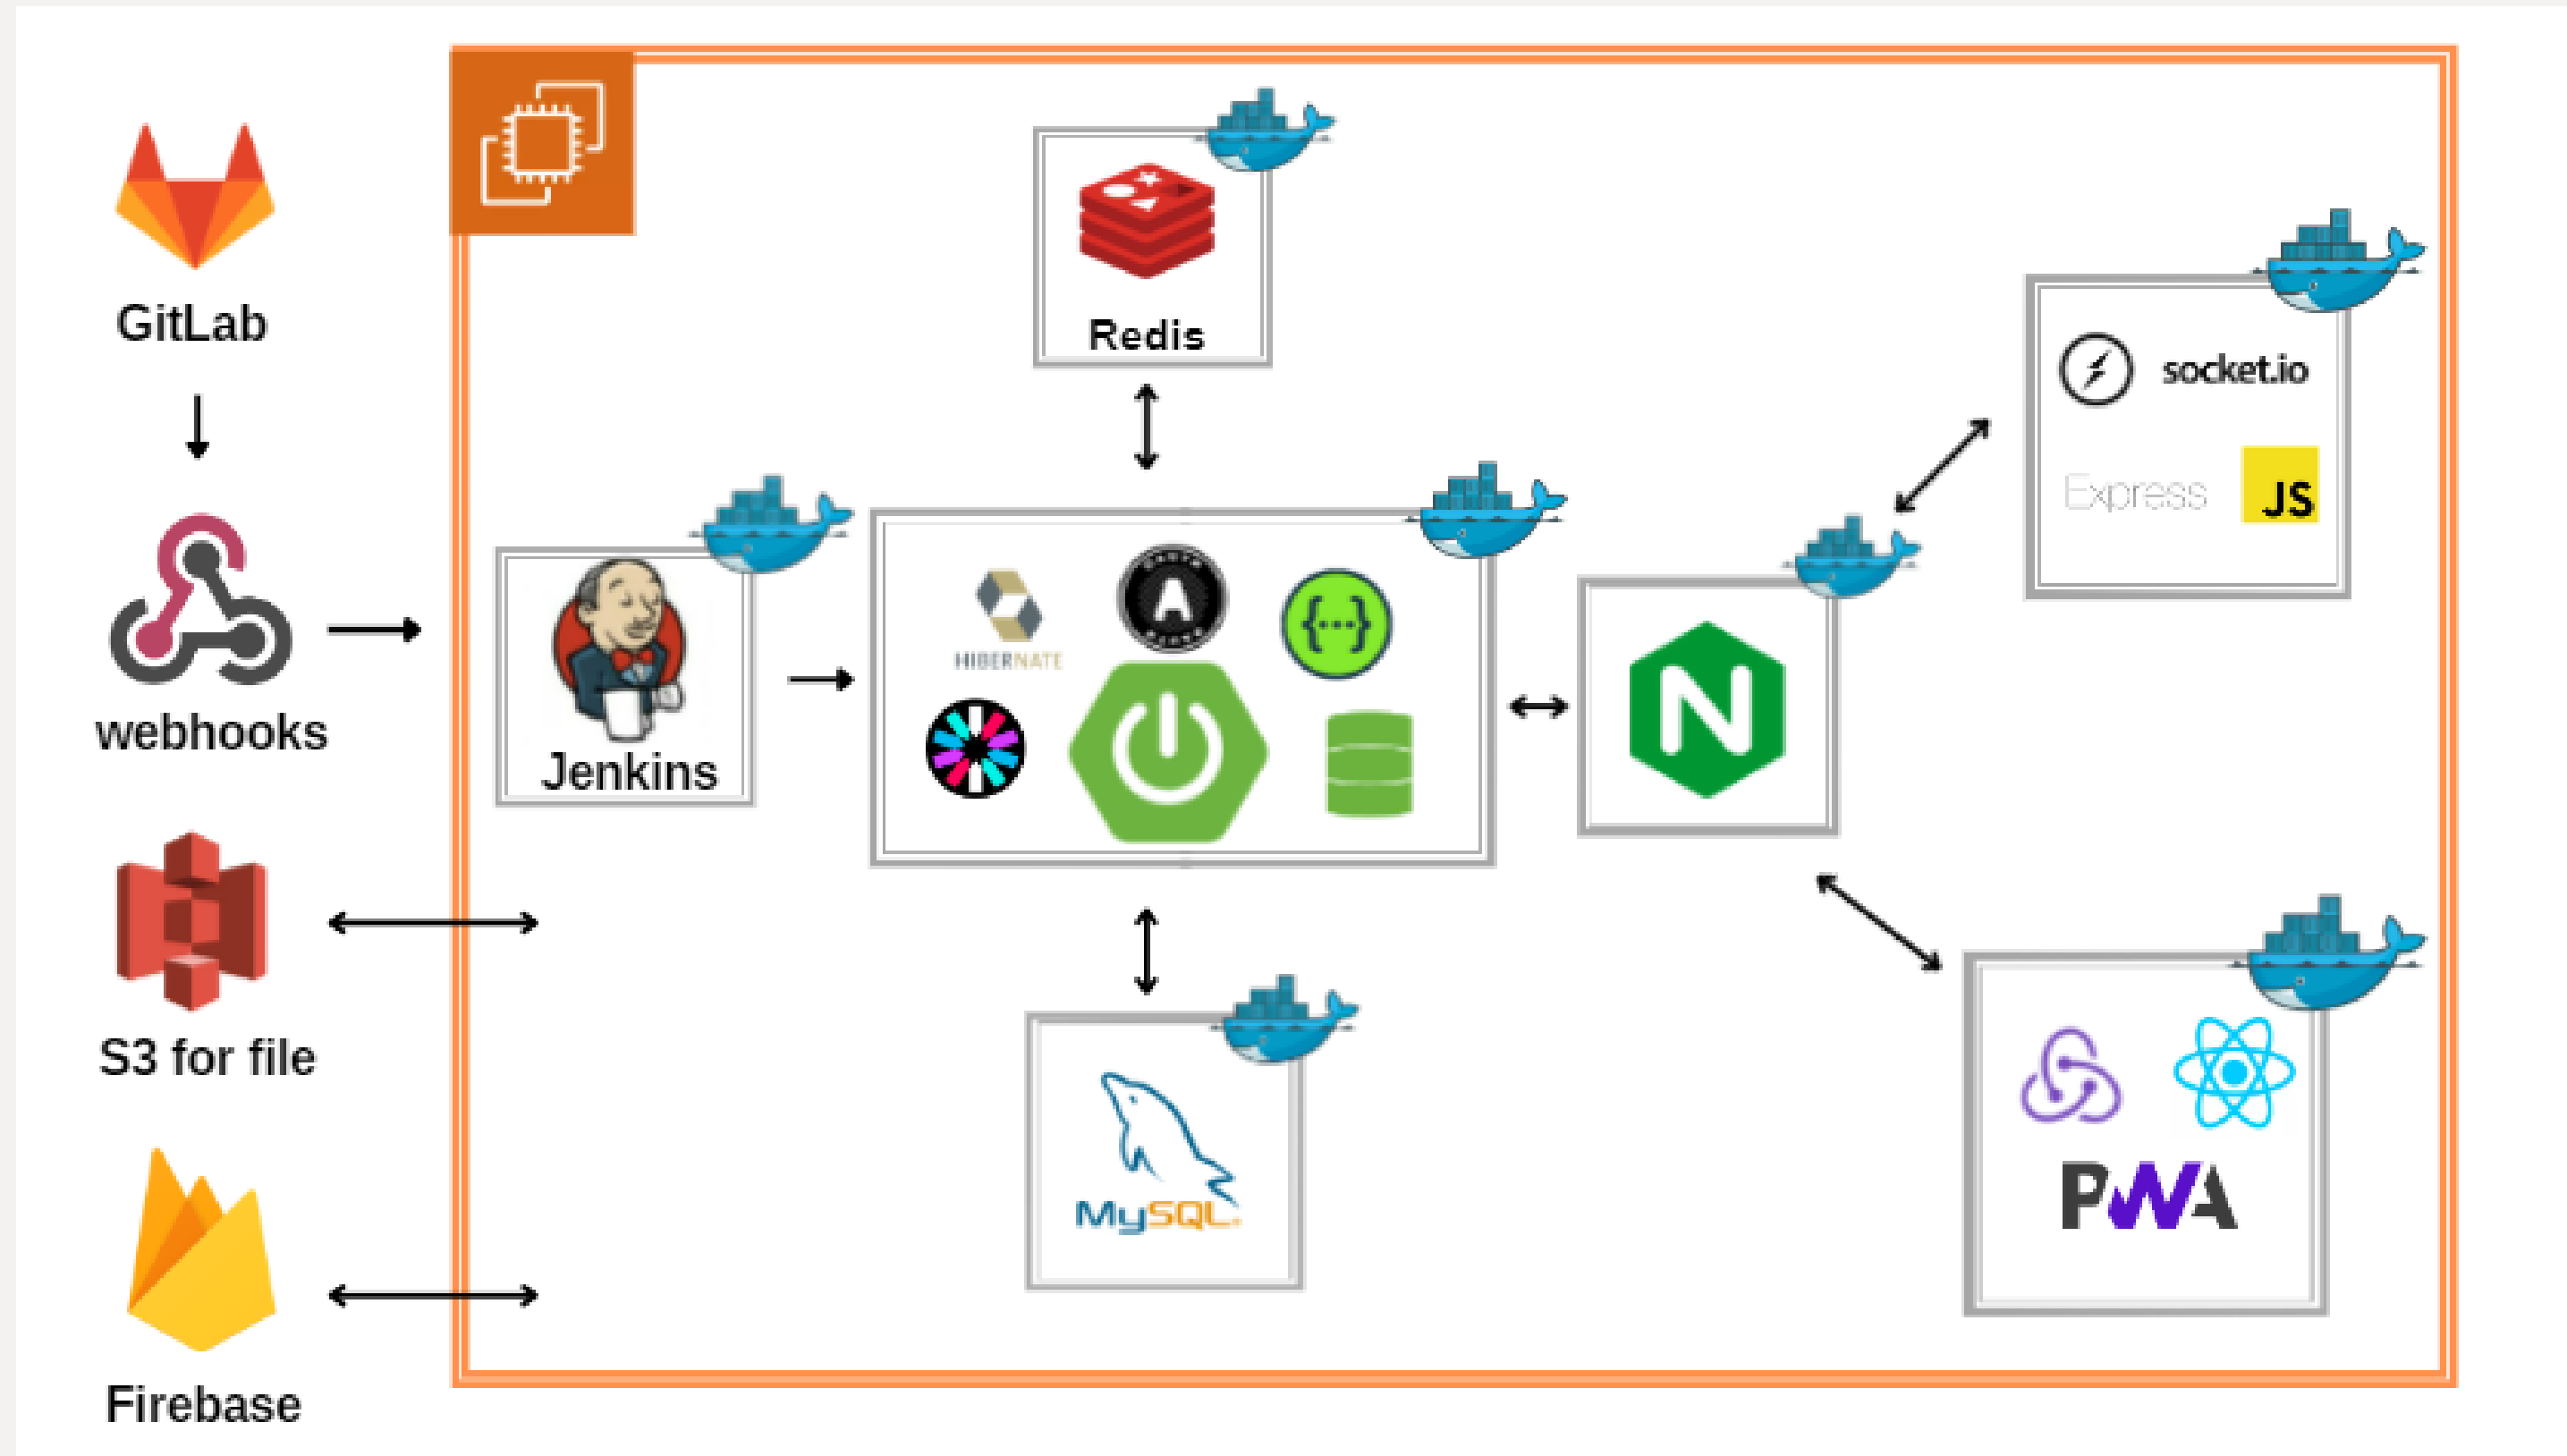 GitLab
webhooks
S3 for file
Firebase
Jenkins
Redis
HIBERNATE
A
{...}
MySQL
N
socket.io
Express
JS
PWA